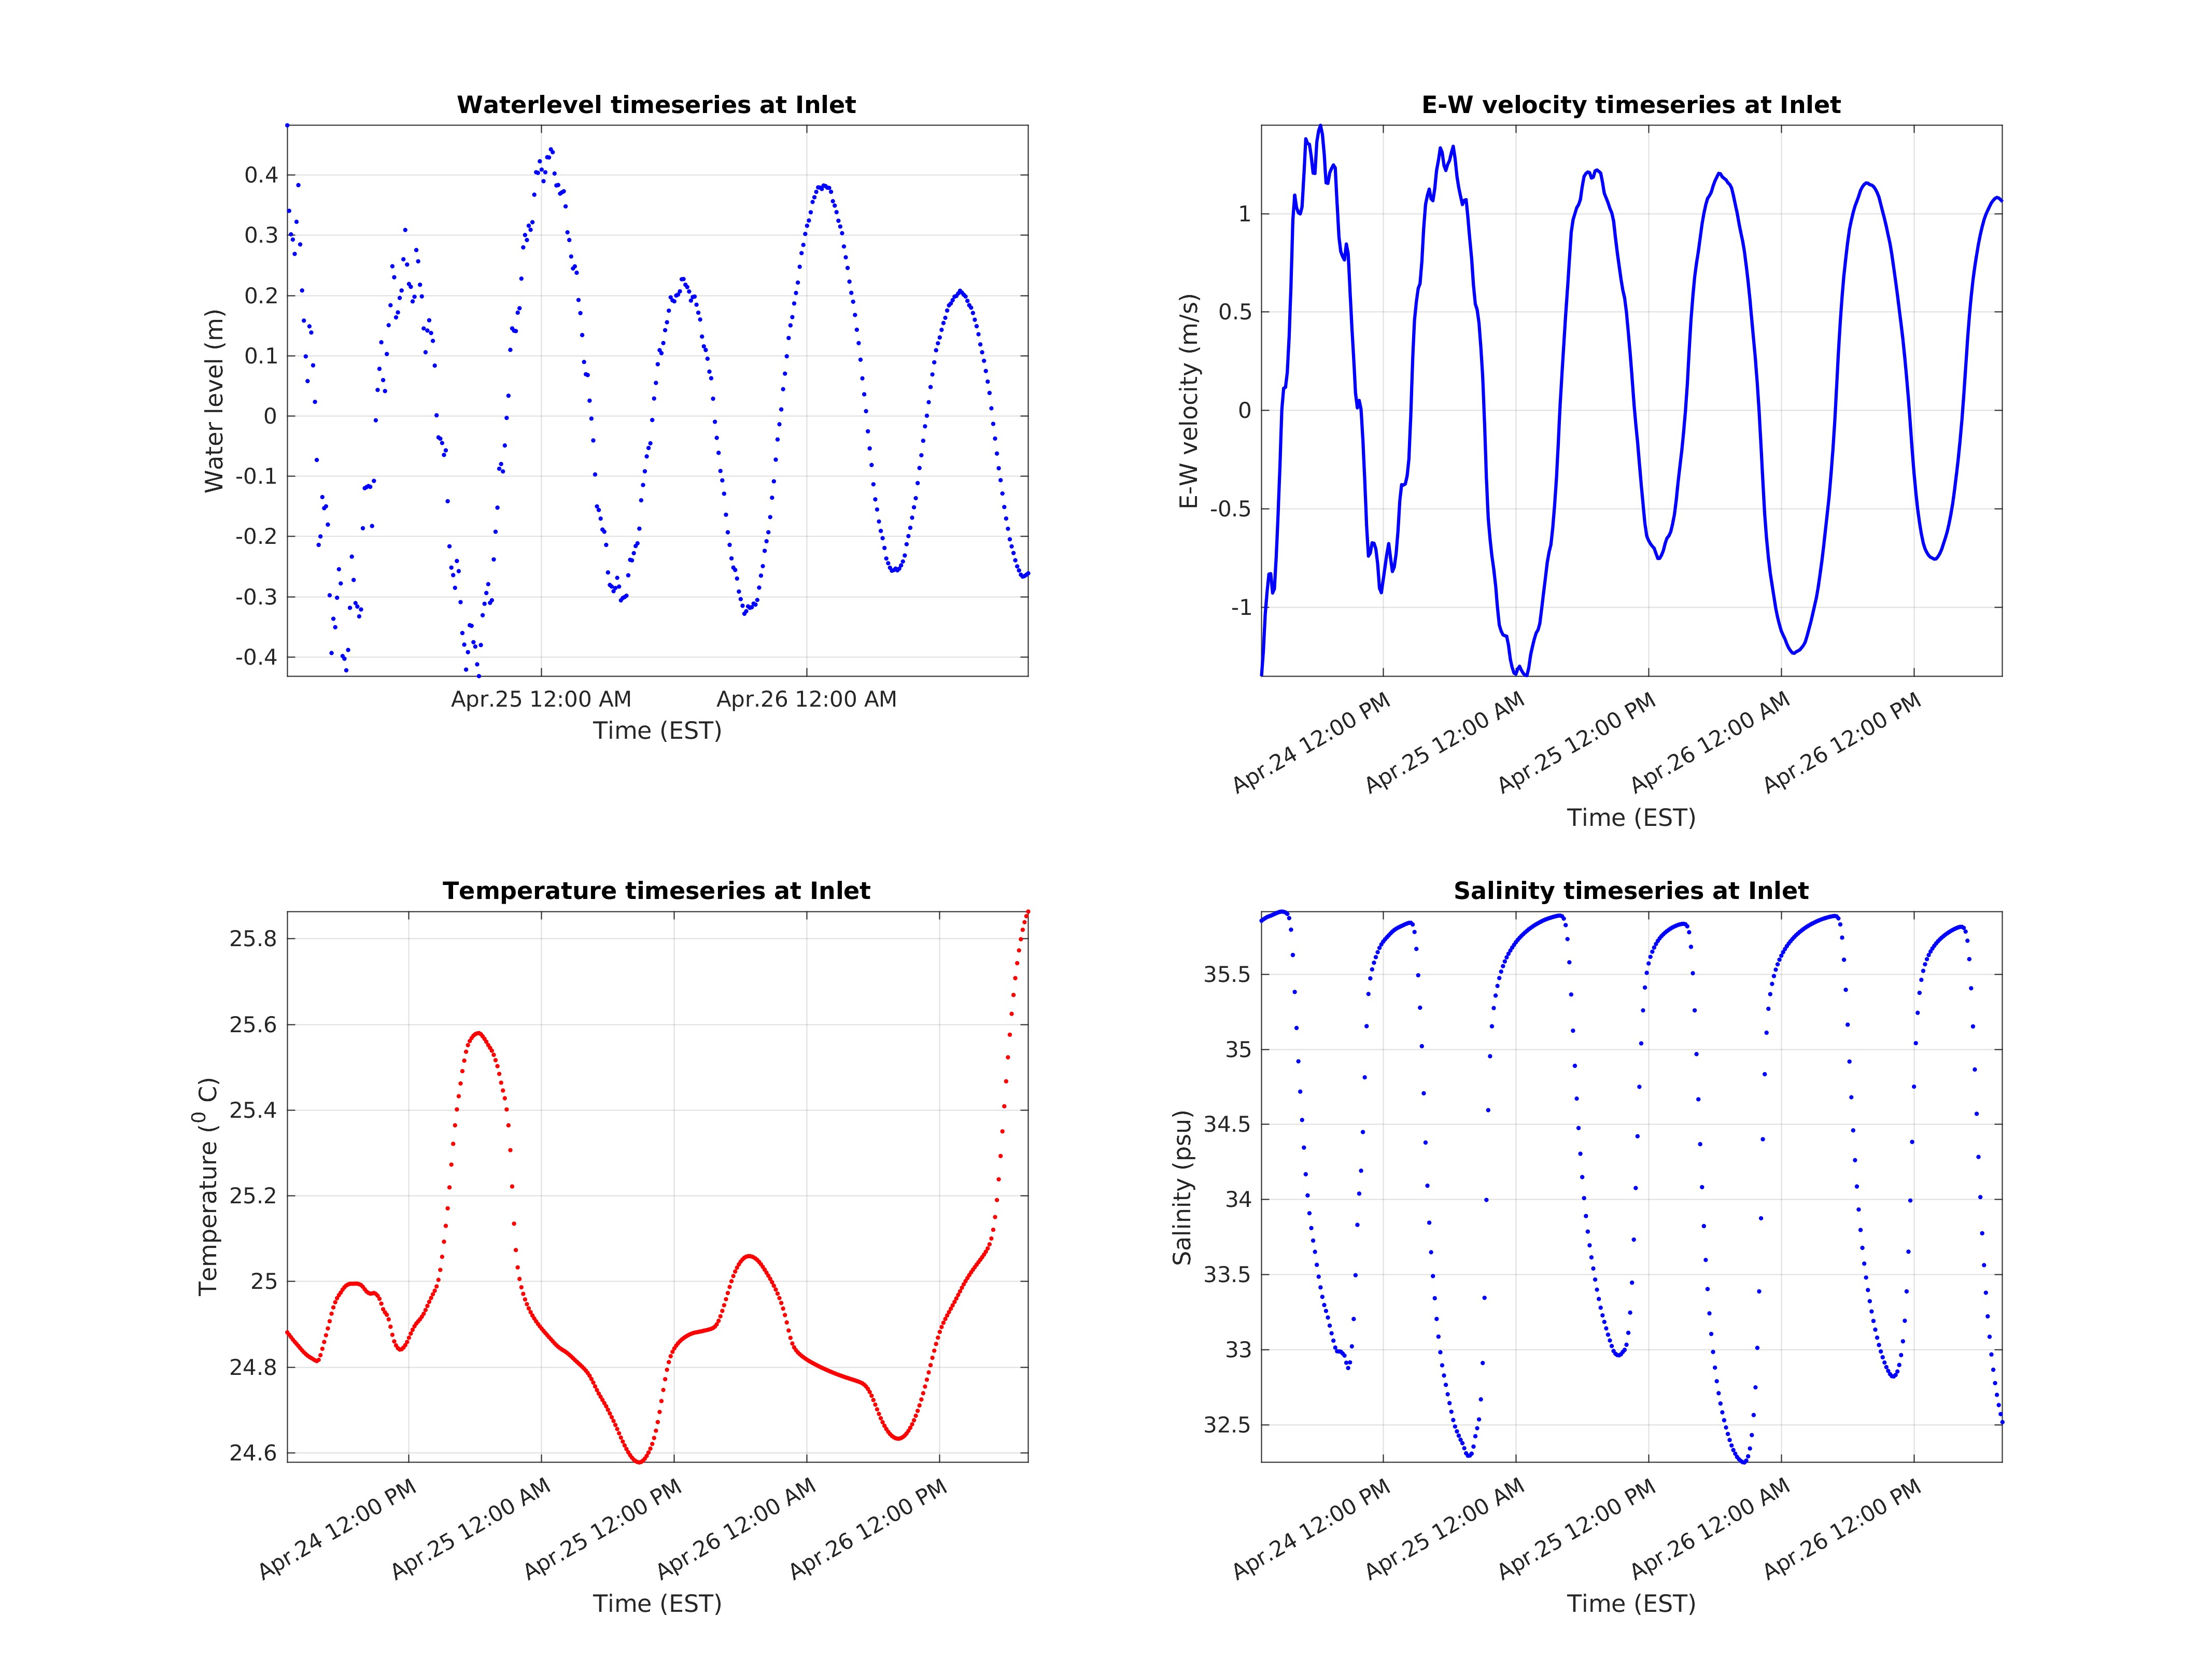 Waterlevel timeseries at Inlet
0.4
0.3
0.2
0.1
0
-0.1
-0.2
-0.3
-0.4
Water level (m)
Apr.25 12:00 AM
Apr.26 12:00 AM
Time (EST)
E-W velocity timeseries at Inlet
1
0.5
0
-0.5
-1
E-W velocity (m/s)
Apr.24 12:00 PM
Apr.25 12:00 AM
Apr.25 12:00 PM
Apr.26 12:00 AM
Apr.26 12:00 PM
Time (EST)
Temperature timeseries at Inlet
25.8
25.6
25.4
25.2
25
24.8
24.6
Temperature (⁰ C)
Apr.24 12:00 PM
Apr.25 12:00 AM
Apr.25 12:00 PM
Apr.26 12:00 AM
Apr.26 12:00 PM
Time (EST)
Salinity timeseries at Inlet
35.5
35
34.5
34
33.5
33
32.5
Salinity (psu)
Apr.24 12:00 PM
Apr.25 12:00 AM
Apr.25 12:00 PM
Apr.26 12:00 AM
Apr.26 12:00 PM
Time (EST)